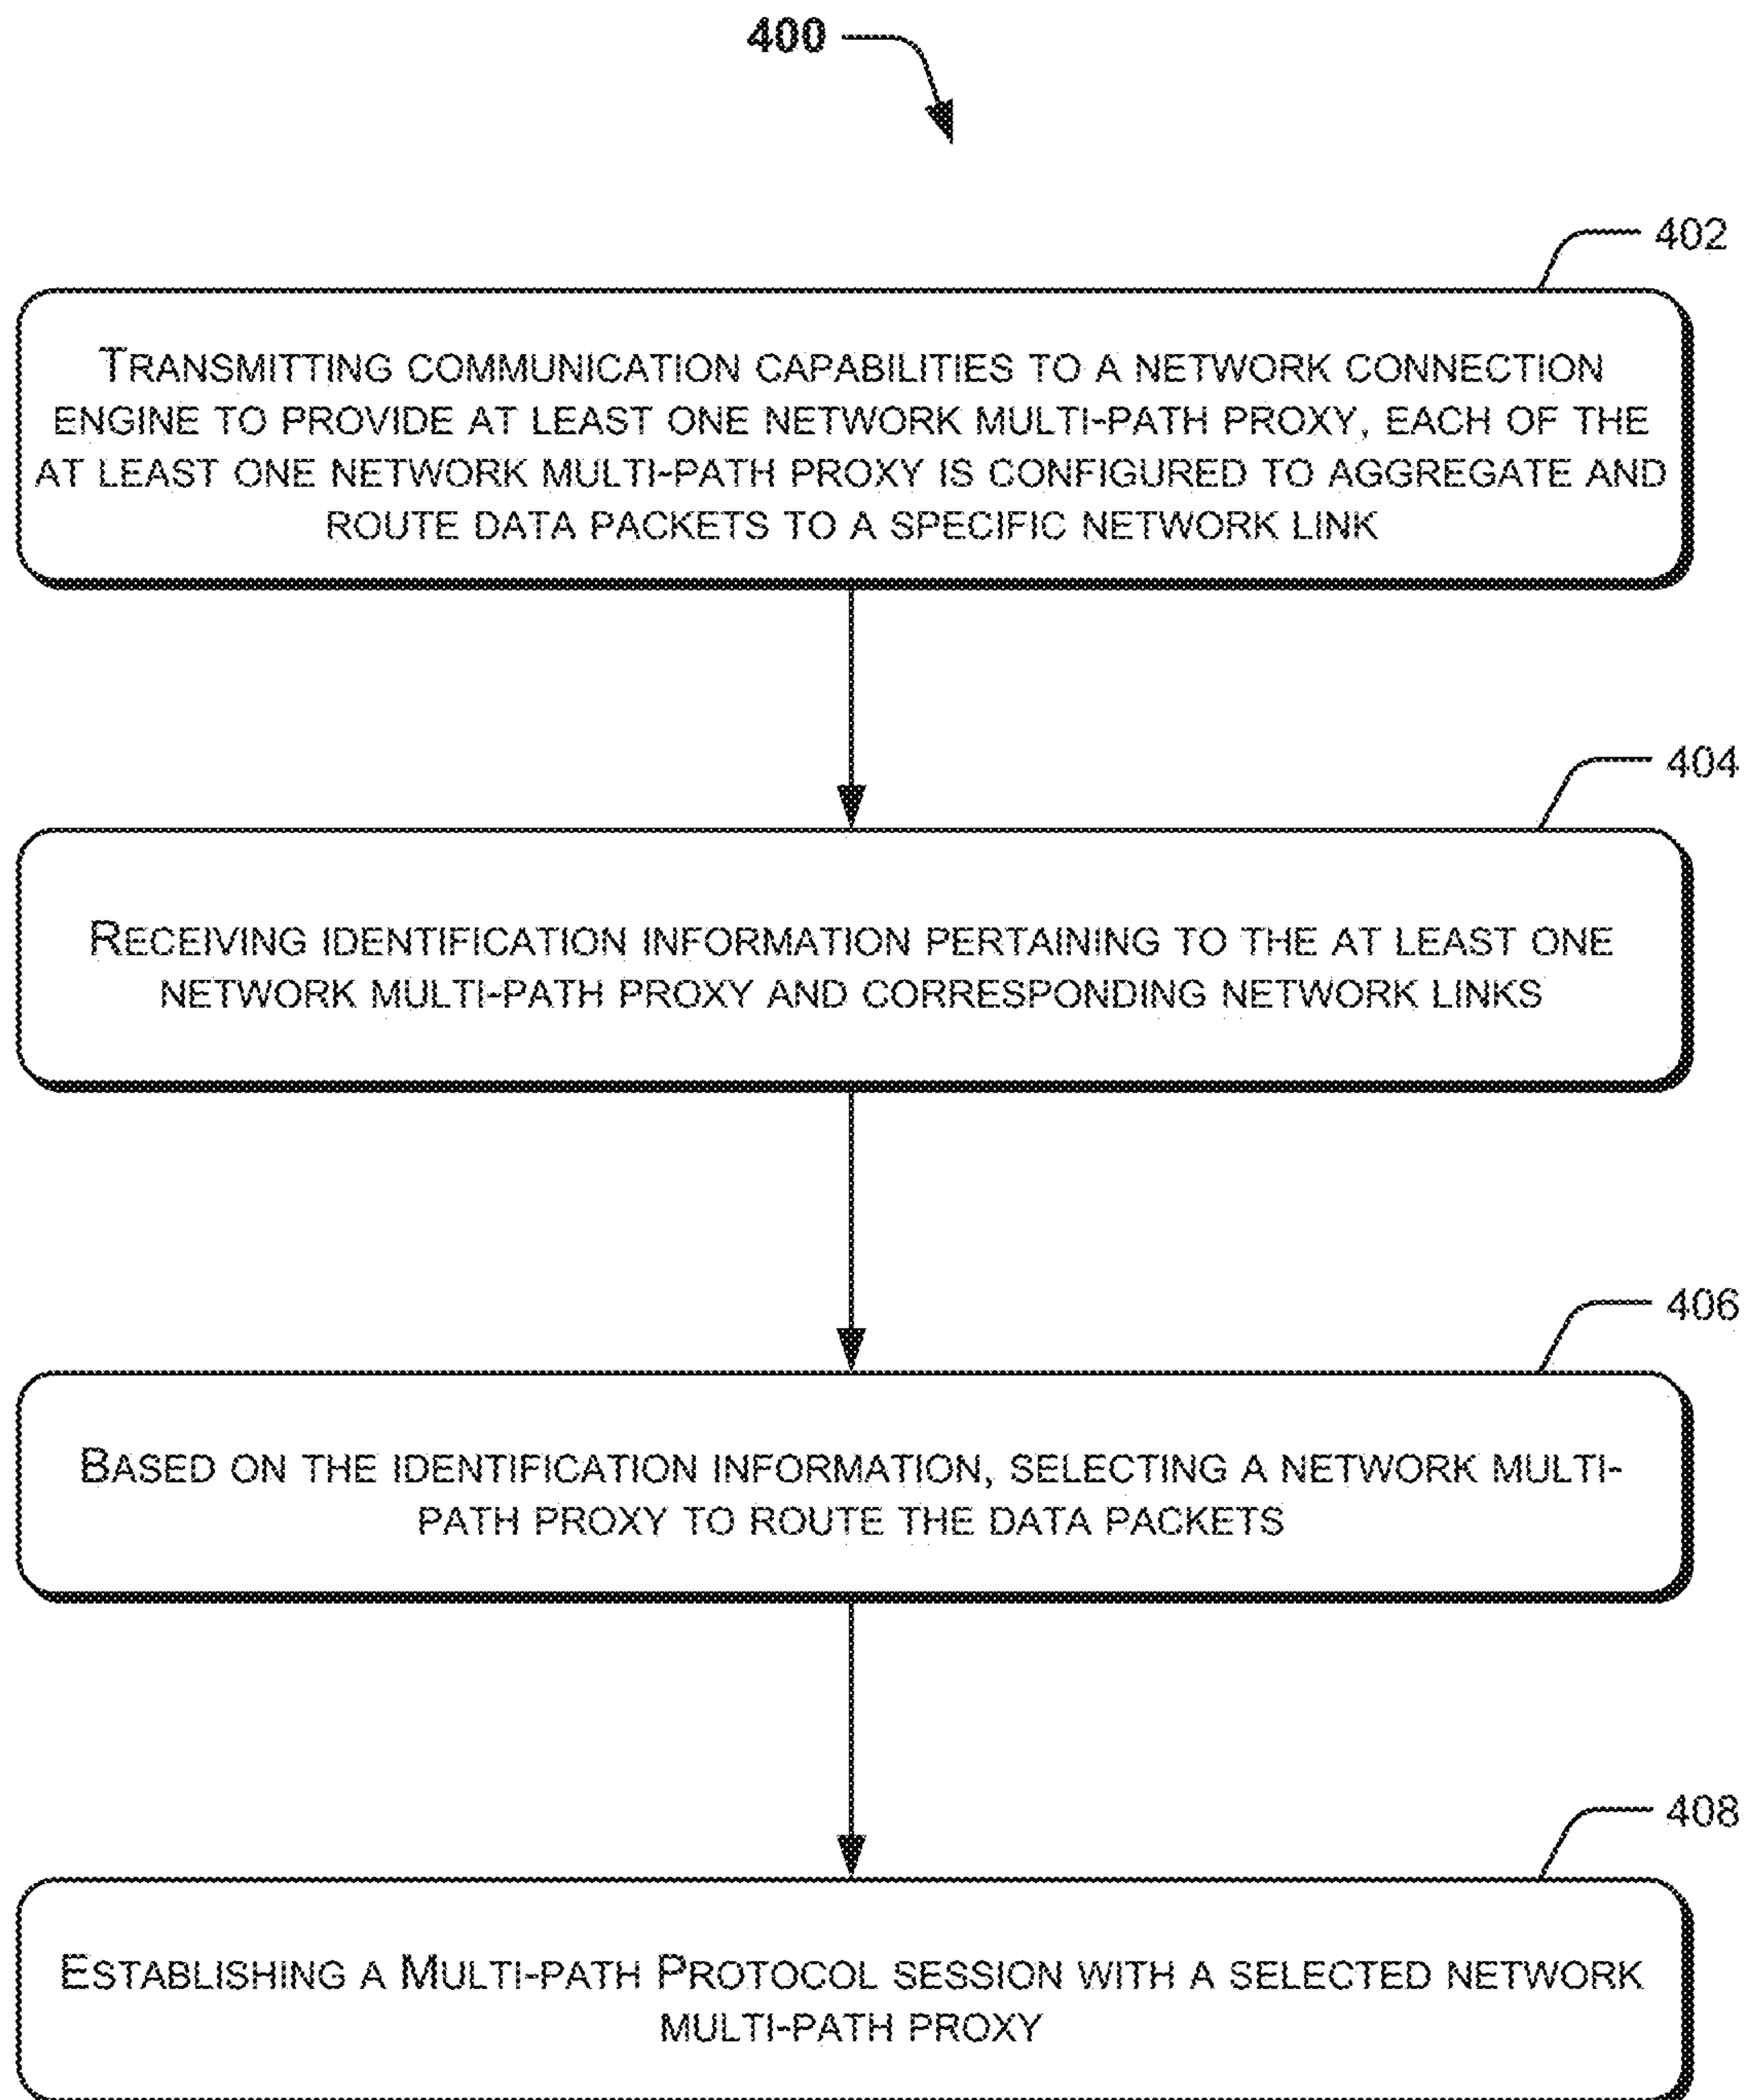 400
402
TRANSMITTING COMMUNICATION CAPABILITIES TO A NETWORK CONNECTION
ENGINE TO PROVIDE AT LEAST ONE NETWORK MULTI-PATH PROXY, EACH OF THE
AT LEAST ONE NETWORK MULTI-PATH PROXY IS CONFIGURED TO AGGREGATE AND
ROUTE DATA PACKETS TO A SPECIFIC NETWORK LINK
404
RECEIVING IDENTIFICATION INFORMATION PERTAINING TO THE AT LEAST ONE
NETWORK MULTI-PATH PROXY AND CORRESPONDING NETWORK LINKS
406
BASED ON THE IDENTIFICATION INFORMATION, SELECTING A NETWORK MULTI-
PATH PROXY TO ROUTE THE DATA PACKETS
408
ESTABLISHING A MULTI-PATH PROTOCOL SESSION WITH A SELECTED NETWORK
MULTI-PATH PROXY